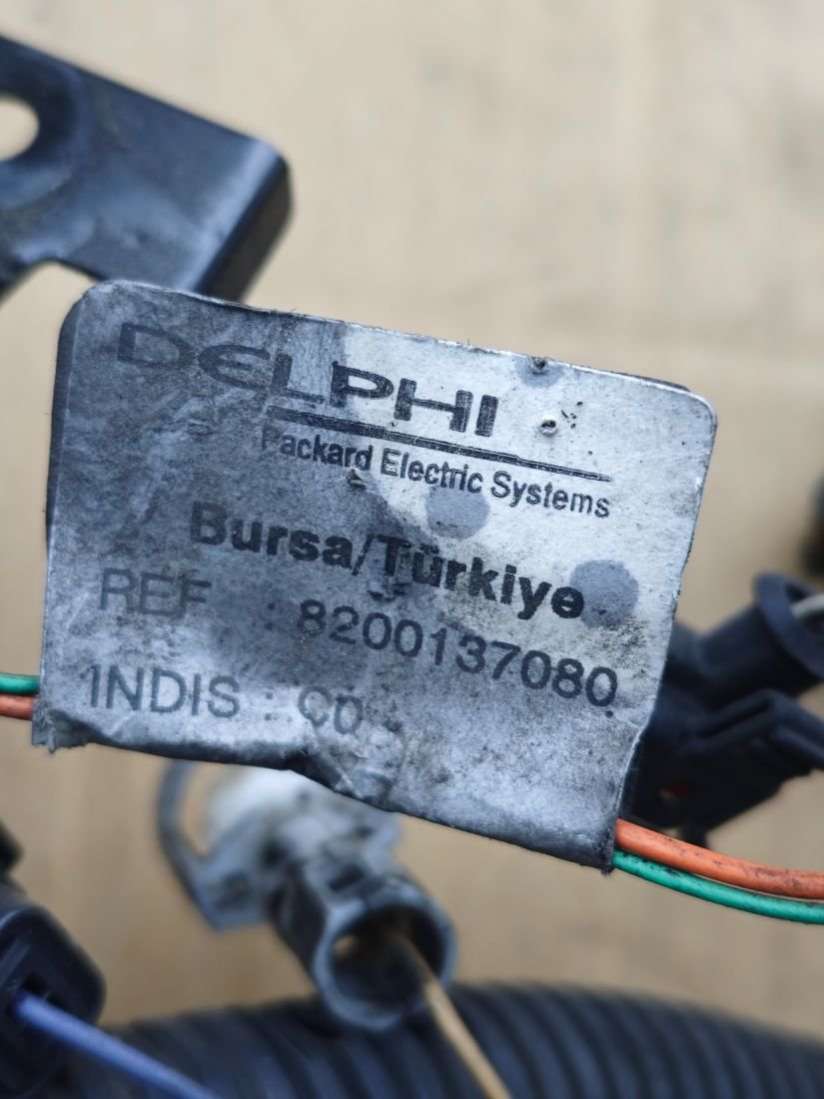 DELPHI
Packard Electric Systems
Bursa/Türkiye
REF : 8200137080
INDIS : C0